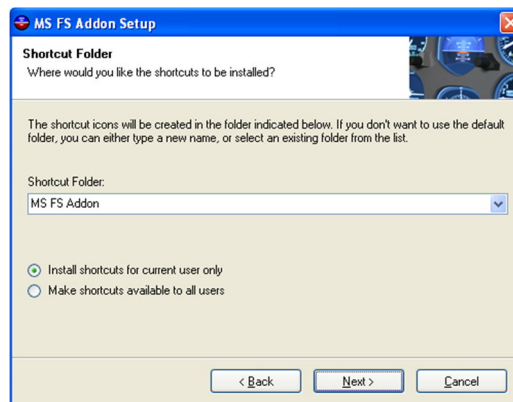 MS FS Addon Setup
Shortcut Folder
Where would you like the shortcuts to be installed?
The shortcut icons will be created in the folder indicated below. If you don't want to use the default
folder, you can either type a new name, or select an existing folder from the list.
Shortcut Folder:
MS FS Addon
Install shortcuts for current user only
Make shortcuts available to all users
< Back
Next >
Cancel